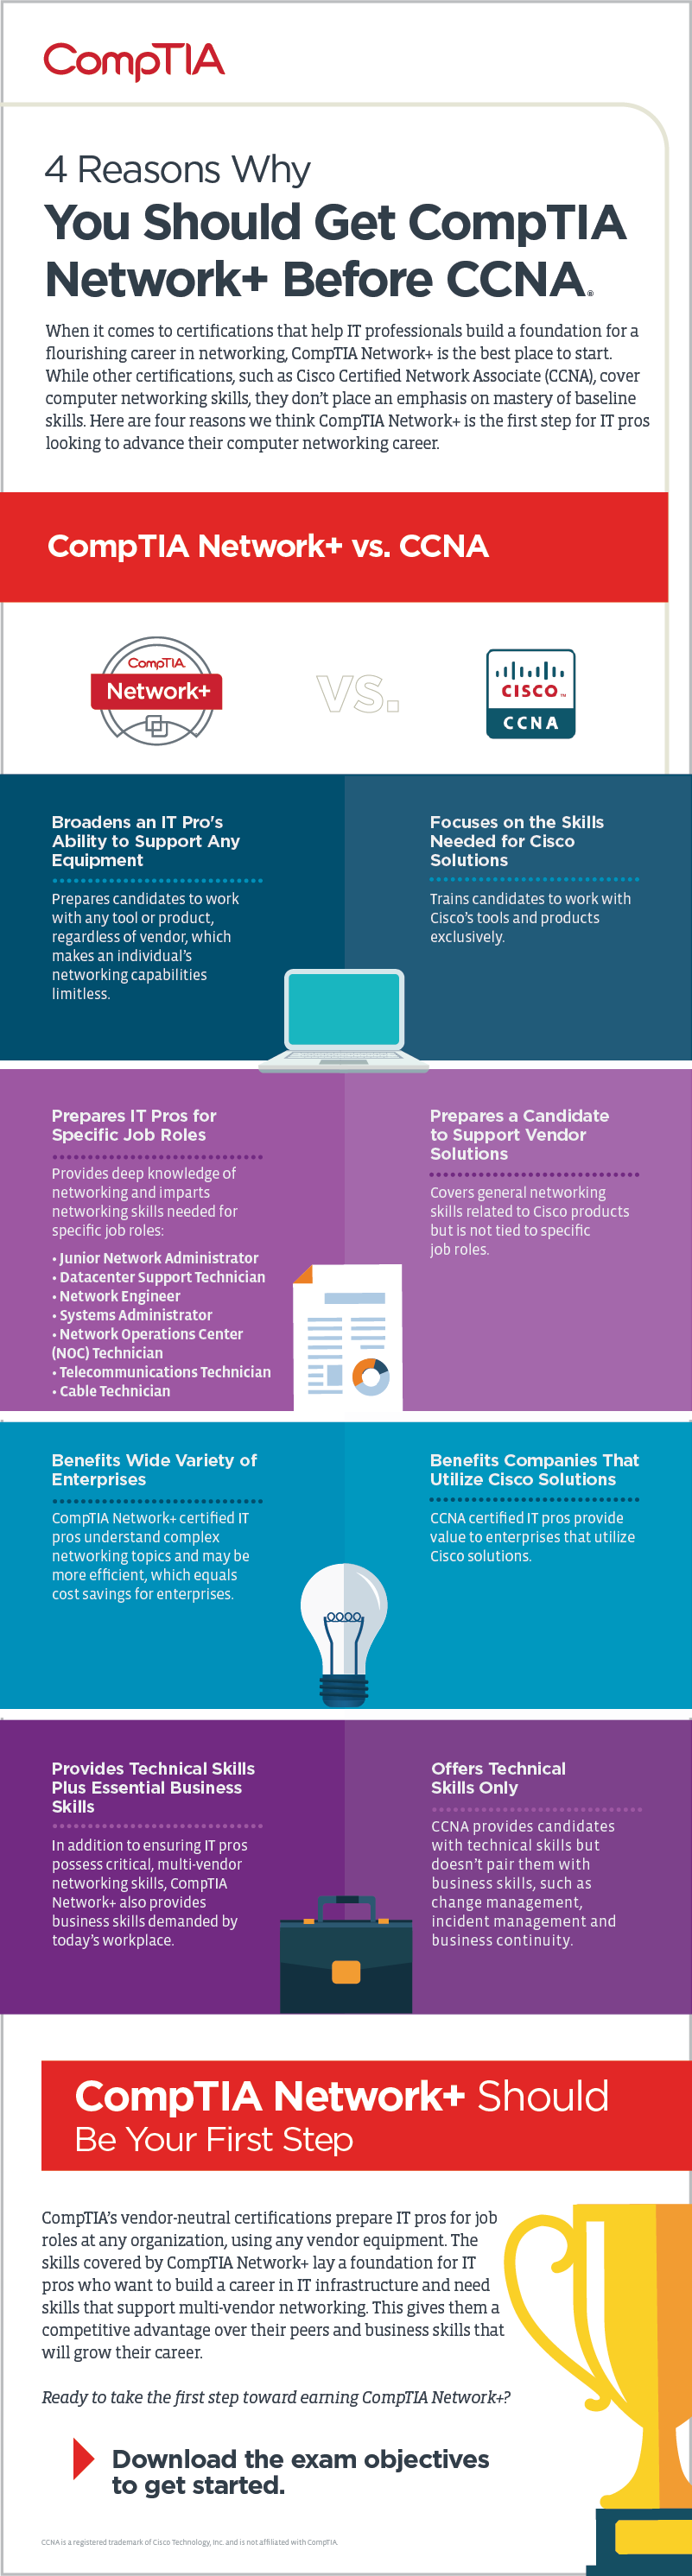 CompTIA
4 Reasons Why
You Should Get CompTIA
Network+ Before CCNA®
When it comes to certifications that help IT professionals build a foundation for a
flourishing career in networking, CompTIA Network+ is the best place to start.
While other certifications, such as Cisco Certified Network Associate (CCNA), cover
computer networking skills, they don’t place an emphasis on mastery of baseline
skills. Here are four reasons we think CompTIA Network+ is the first step for IT pros
looking to advance their computer networking career.
CompTIA Network+ vs. CCNA
CompTIA
Network+
VS.
CISCO™
CCNA
Broadens an IT Pro's
Ability to Support Any
Equipment
Prepares candidates to work
with any tool or product,
regardless of vendor, which
makes an individual’s
networking capabilities
limitless.
Focuses on the Skills
Needed for Cisco
Solutions
Trains candidates to work with
Cisco’s tools and products
exclusively.
Prepares IT Pros for
Specific Job Roles
Provides deep knowledge of
networking and imparts
networking skills needed for
specific job roles:
• Junior Network Administrator
• Datacenter Support Technician
• Network Engineer
• Systems Administrator
• Network Operations Center
(NOC) Technician
• Telecommunications Technician
• Cable Technician
Prepares a Candidate
to Support Vendor
Solutions
Covers general networking
skills related to Cisco products
but is not tied to specific
job roles.
Benefits Wide Variety of
Enterprises
CompTIA Network+ certified IT
pros understand complex
networking topics and may be
more efficient, which equals
cost savings for enterprises.
Benefits Companies That
Utilize Cisco Solutions
CCNA certified IT pros provide
value to enterprises that utilize
Cisco solutions.
Provides Technical Skills
Plus Essential Business
Skills
In addition to ensuring IT pros
possess critical, multi-vendor
networking skills, CompTIA
Network+ also provides
business skills demanded by
today’s workplace.
Offers Technical
Skills Only
CCNA provides candidates
with technical skills but
doesn’t pair them with
business skills, such as
change management,
incident management and
business continuity.
CompTIA Network+ Should
Be Your First Step
CompTIA’s vendor-neutral certifications prepare IT pros for job
roles at any organization, using any vendor equipment. The
skills covered by CompTIA Network+ lay a foundation for IT
pros who want to build a career in IT infrastructure and need
skills that support multi-vendor networking. This gives them a
competitive advantage over their peers and business skills that
will grow their career.
Ready to take the first step toward earning CompTIA Network+?
Download the exam objectives
to get started.
CCNA is a registered trademark of Cisco Technology, Inc. and is not affiliated with CompTIA.